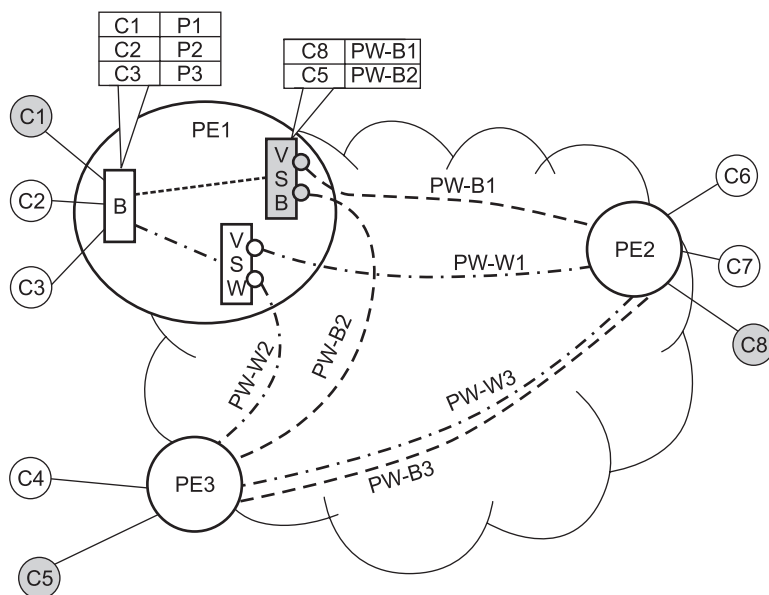 C1 P1
C2 P2
C3 P3
C8 PW-B1
C5 PW-B2
C1
PE1
C2
B
V
S
B
C3
V
S
W
PW-B1
PW-W1
PE2
C6
C7
C8
PW-W2
PW-B2
PW-W3
PW-B3
C4
PE3
C5